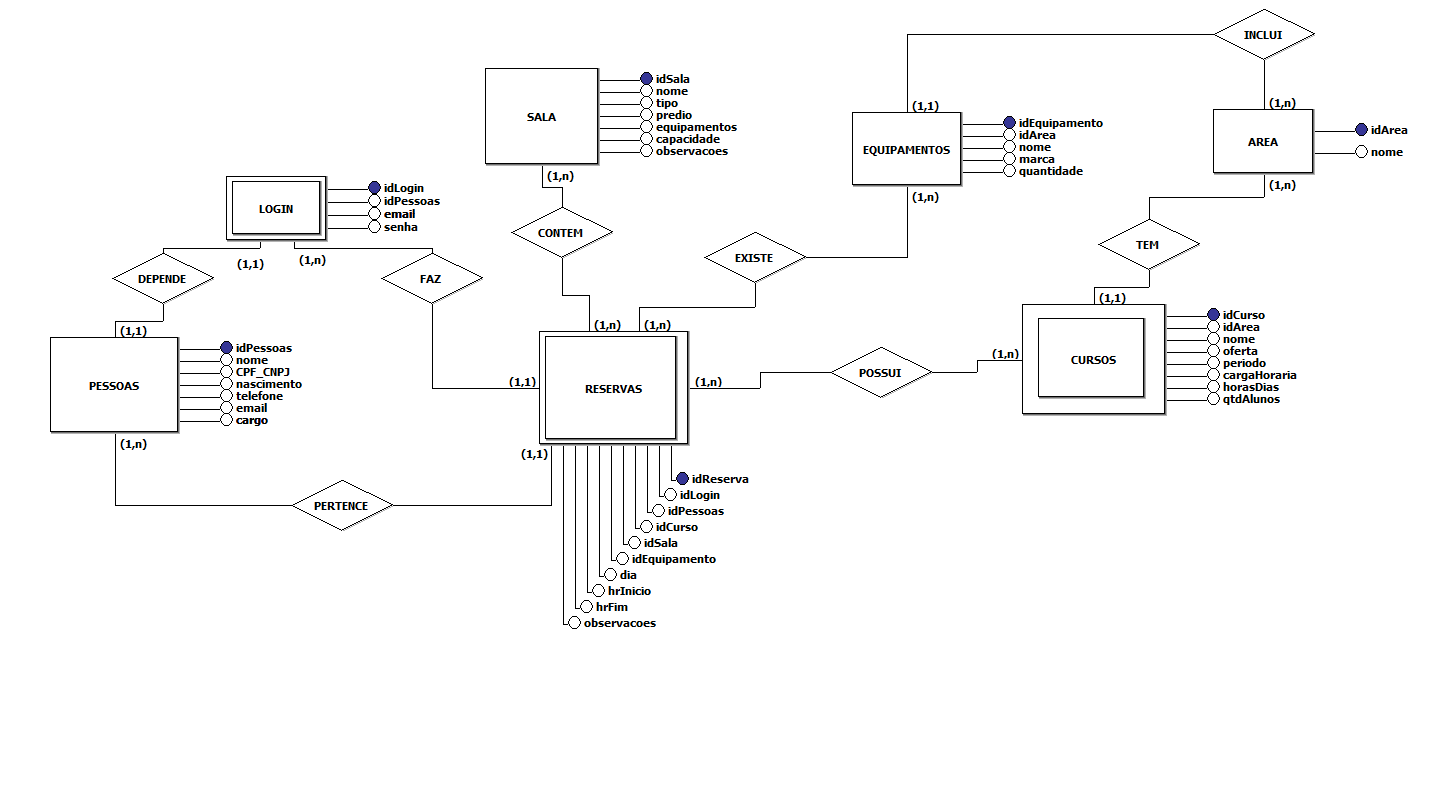 INCLUI
(1,1)
(1,n)
SALA
idSala
nome
tipo
predio
equipamentos
capacidade
observacoes
(1,n)
EQUIPAMENTOS
idEquipamento
idArea
nome
marca
quantidade
(1,n)
AREA
idArea
nome
(1,n)
LOGIN
idLogin
idPessoas
email
senha
(1,1)
(1,n)
CONTEM
EXISTE
TEM
DEPENDE
FAZ
(1,1)
(1,n)
(1,n)
(1,1)
PESSOAS
idPessoas
nome
CPF_CNPJ
nascimento
telefone
email
cargo
(1,n)
(1,1)
RESERVAS
(1,n)
POSSUI
(1,n)
CURSOS
idCurso
idArea
nome
oferta
periodo
cargaHoraria
horasDias
qtdAlunos
(1,1)
PERTENCE
idReserva
idLogin
idPessoas
idCurso
idSala
idEquipamento
dia
hrInicio
hrFim
observacoes